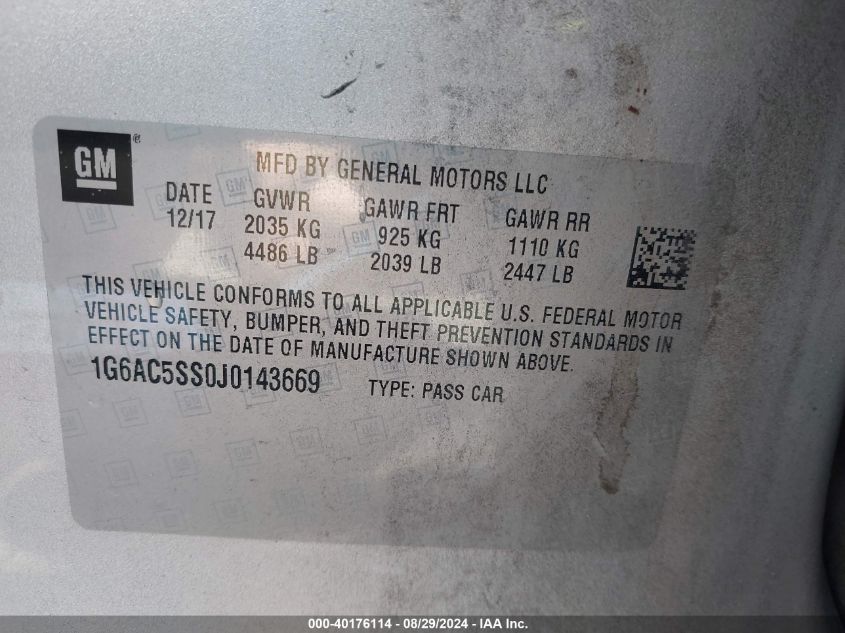 GM®
MFD BY GENERAL MOTORS LLC
DATE GVWR GAWR FRT GAWR RR
12/17 2035 KG 925 KG 1110 KG
4486 LB 2039 LB 2447 LB
THIS VEHICLE CONFORMS TO ALL APPLICABLE U.S. FEDERAL MOTOR
VEHICLE SAFETY, BUMPER, AND THEFT PREVENTION STANDARDS IN
EFFECT ON THE DATE OF MANUFACTURE SHOWN ABOVE.
1G6AC5SS0J0143669 TYPE: PASS CAR
000-40176114 - 08/29/2024 - IAA Inc.